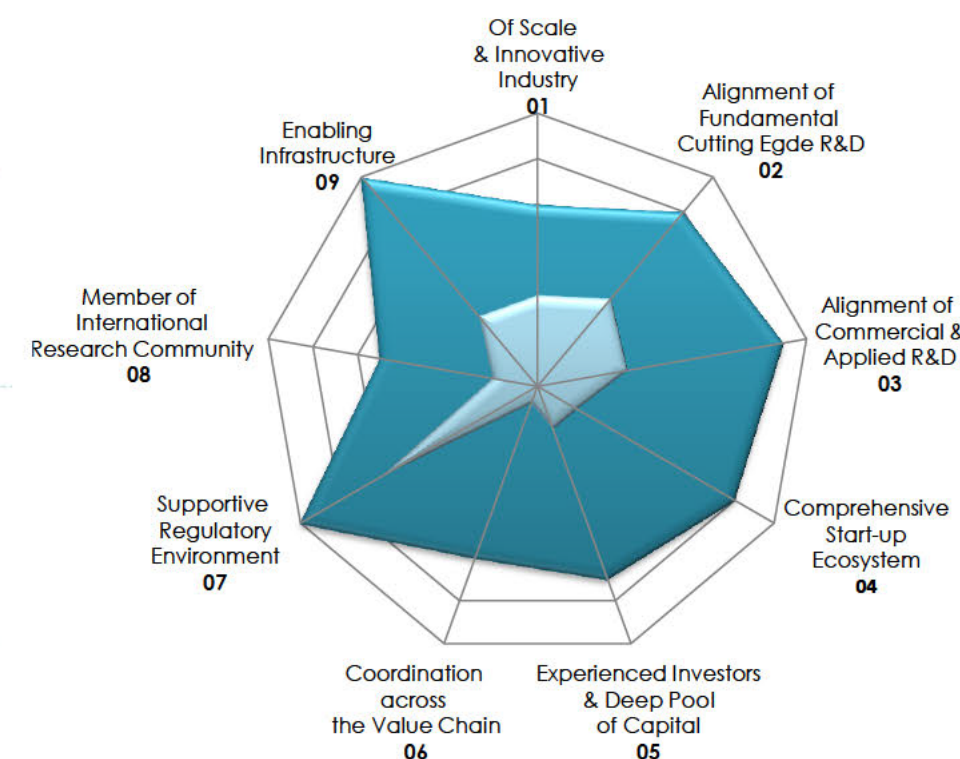 Of Scale
& Innovative
Industry
01
Alignment of
Fundamental
Cutting Egde R&D
02
Alignment of
Commercial &
Applied R&D
03
Comprehensive
Start-up
Ecosystem
04
Experienced Investors
& Deep Pool
of Capital
05
Coordination
across
the Value Chain
06
Supportive
Regulatory
Environment
07
Member of
International
Research Community
08
Enabling
Infrastructure
09